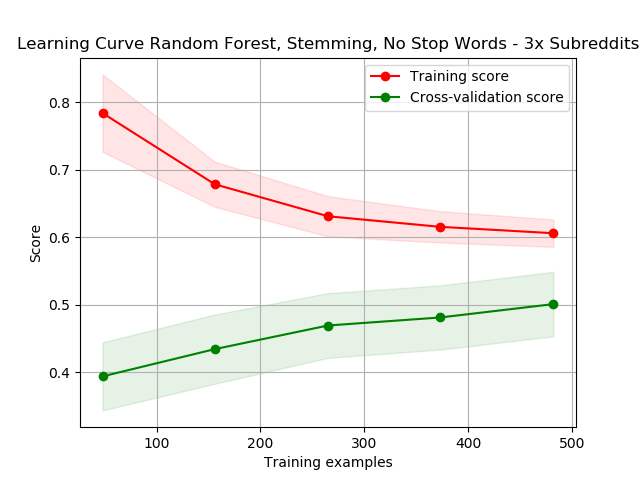 Learning Curve Random Forest, Stemming, No Stop Words - 3x Subreddits
Training score
Cross-validation score
0.8
0.7
0.6
0.5
0.4
Score
100
200
300
400
500
Training examples